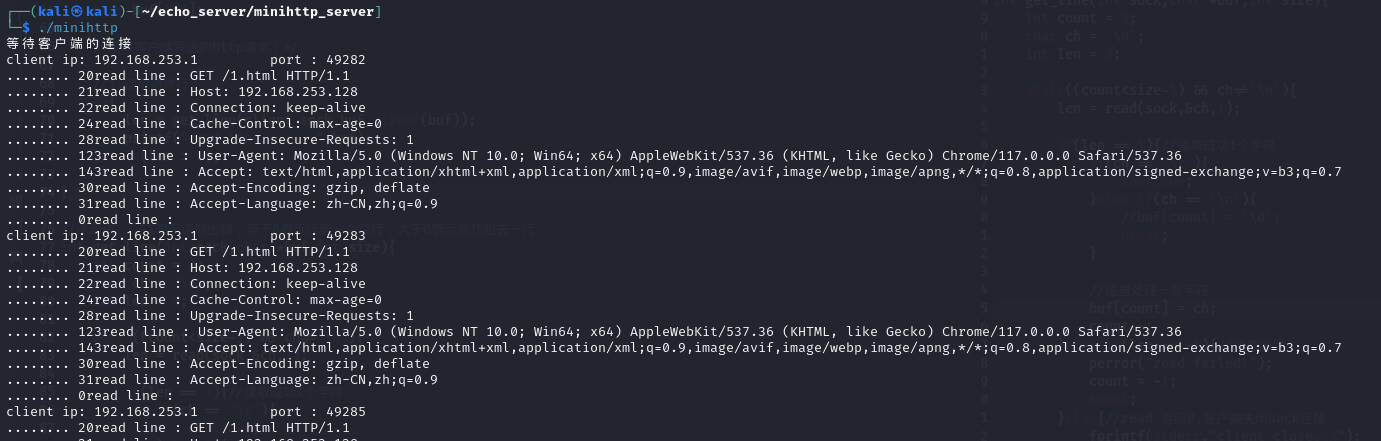 ┌──(kali㉿kali)-[~/echo_server/minihttp_server]
└─$ ./minihttp
等待客户端的连接
client ip: 192.168.253.1         port : 49282
........ 20read line : GET /1.html HTTP/1.1
........ 21read line : Host: 192.168.253.128
........ 22read line : Connection: keep-alive
........ 24read line : Cache-Control: max-age=0
........ 28read line : Upgrade-Insecure-Requests: 1
........ 123read line : User-Agent: Mozilla/5.0 (Windows NT 10.0; Win64; x64) AppleWebKit/537.36 (KHTML, like Gecko) Chrome/117.0.0.0 Safari/537.36
........ 143read line : Accept: text/html,application/xhtml+xml,application/xml;q=0.9,image/avif,image/webp,image/apng,*/*;q=0.8,application/signed-exchange;v=b3;q=0.7
........ 30read line : Accept-Encoding: gzip, deflate
........ 31read line : Accept-Language: zh-CN,zh;q=0.9
........ 0read line :
client ip: 192.168.253.1         port : 49283
........ 20read line : GET /1.html HTTP/1.1
........ 21read line : Host: 192.168.253.128
........ 22read line : Connection: keep-alive
........ 24read line : Cache-Control: max-age=0
........ 28read line : Upgrade-Insecure-Requests: 1
........ 123read line : User-Agent: Mozilla/5.0 (Windows NT 10.0; Win64; x64) AppleWebKit/537.36 (KHTML, like Gecko) Chrome/117.0.0.0 Safari/537.36
........ 143read line : Accept: text/html,application/xhtml+xml,application/xml;q=0.9,image/avif,image/webp,image/apng,*/*;q=0.8,application/signed-exchange;v=b3;q=0.7
........ 30read line : Accept-Encoding: gzip, deflate
........ 31read line : Accept-Language: zh-CN,zh;q=0.9
........ 0read line :
client ip: 192.168.253.1         port : 49285
........ 20read line : GET /1.html HTTP/1.1